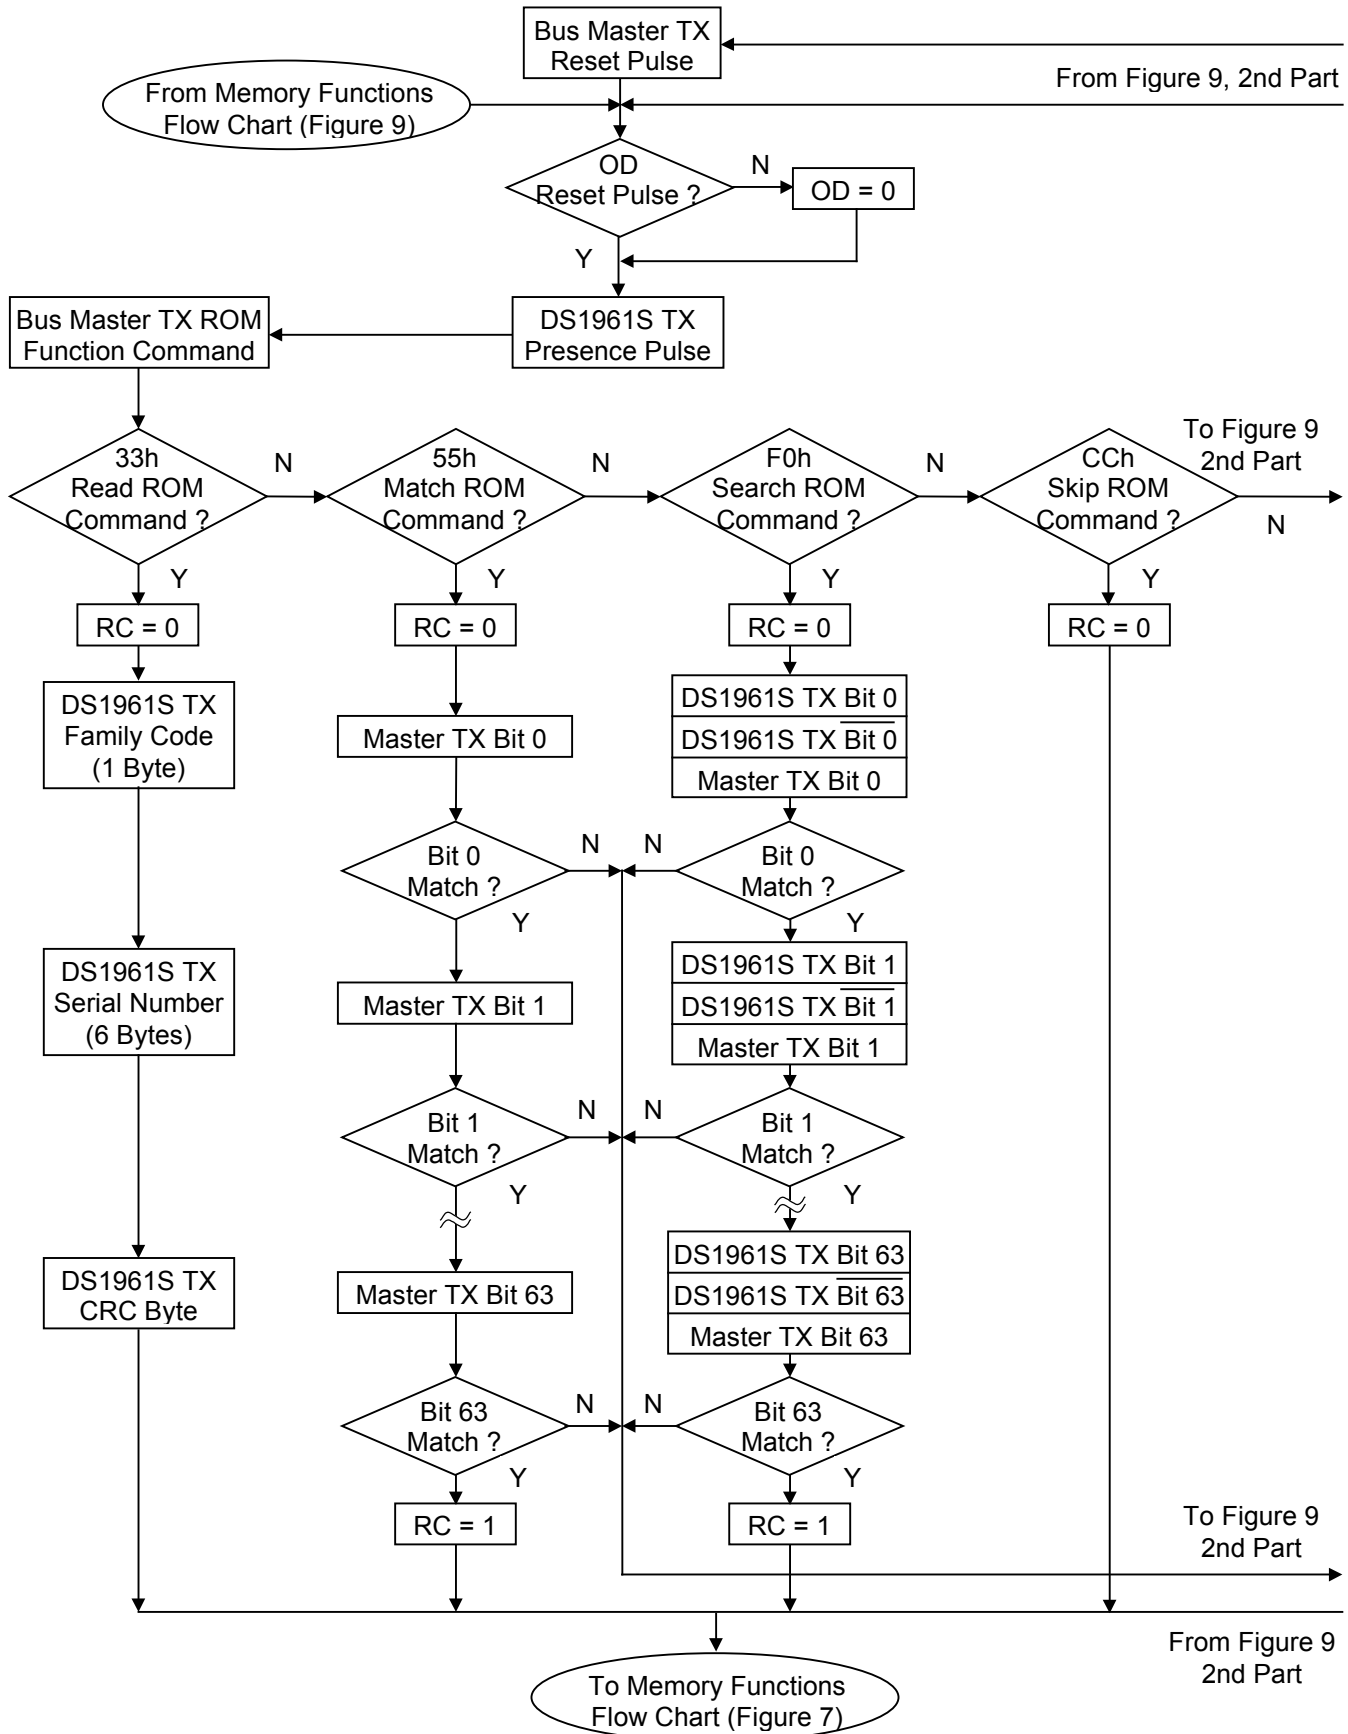 Bus Master TX
Reset Pulse
From Figure 9, 2nd Part
From Memory Functions
Flow Chart (Figure 9)
OD
Reset Pulse ?
N
OD = 0
Y
Bus Master TX ROM
Function Command
DS1961S TX
Presence Pulse
33h
Read ROM
Command ?
N
55h
Match ROM
Command ?
N
F0h
Search ROM
Command ?
N
CCh
Skip ROM
Command ?
To Figure 9
2nd Part
N
Y
Y
Y
Y
RC = 0
RC = 0
RC = 0
RC = 0
DS1961S TX
Family Code
(1 Byte)
Master TX Bit 0
DS1961S TX Bit 0
DS1961S TX B̅i̅t̅ ̅0̅
Master TX Bit 0
Bit 0
Match ?
N
N
Bit 0
Match ?
Y
Y
DS1961S TX
Serial Number
(6 Bytes)
Master TX Bit 1
DS1961S TX Bit 1
DS1961S TX B̅i̅t̅ ̅1̅
Master TX Bit 1
Bit 1
Match ?
N
N
Bit 1
Match ?
Y
Y
DS1961S TX
CRC Byte
Master TX Bit 63
DS1961S TX Bit 63
DS1961S TX B̅i̅t̅ ̅6̅3̅
Master TX Bit 63
Bit 63
Match ?
N
N
Bit 63
Match ?
Y
Y
RC = 1
RC = 1
To Figure 9
2nd Part
From Figure 9
2nd Part
To Memory Functions
Flow Chart (Figure 7)